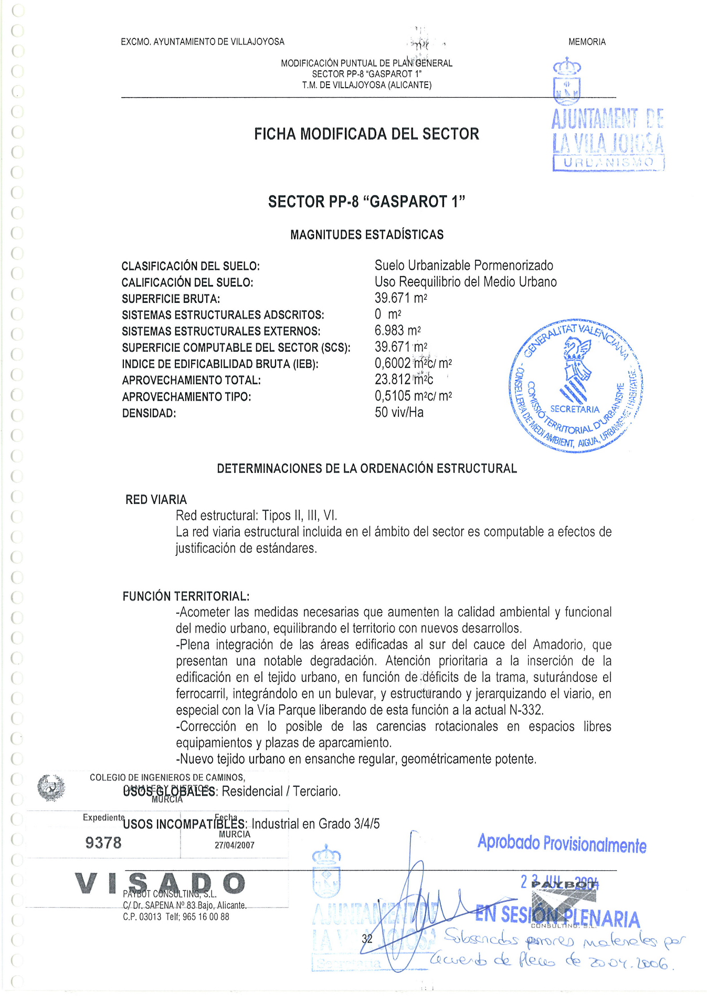 EXCMO. AYUNTAMIENTO DE VILLAJOYOSA
MEMORIA
MODIFICACIÓN PUNTUAL DE PLAN GENERAL
SECTOR PP-8 “GASPAROT 1”
T.M. DE VILLAJOYOSA (ALICANTE)
AJUNTAMENT DE
LA VILA JOIOSA
URBANISMO
FICHA MODIFICADA DEL SECTOR
SECTOR PP-8 “GASPAROT 1”
MAGNITUDES ESTADÍSTICAS
CLASIFICACIÓN DEL SUELO: Suelo Urbanizable Pormenorizado
CALIFICACIÓN DEL SUELO: Uso Reequilibrio del Medio Urbano
SUPERFICIE BRUTA: 39.671 m²
SISTEMAS ESTRUCTURALES ADSCRITOS: 0 m²
SISTEMAS ESTRUCTURALES EXTERNOS: 6.983 m²
SUPERFICIE COMPUTABLE DEL SECTOR (SCS): 39.671 m²
INDICE DE EDIFICABILIDAD BRUTA (IEB): 0,6002 m²c/ m²
APROVECHAMIENTO TOTAL: 23.812 m²c
APROVECHAMIENTO TIPO: 0,5105 m²c/ m²
DENSIDAD: 50 viv/Ha
GENERALITAT VALENCIANA
CONSELLERIA DE MEDI AMBIENT, AIGUA, URBANISME I HABITATGE
COMISSIÓ TERRITORIAL D'URBANISME
SECRETARIA
DETERMINACIONES DE LA ORDENACIÓN ESTRUCTURAL
RED VIARIA
Red estructural: Tipos II, III, VI.
La red viaria estructural incluida en el ámbito del sector es computable a efectos de
justificación de estándares.
FUNCIÓN TERRITORIAL:
-Acometer las medidas necesarias que aumenten la calidad ambiental y funcional
del medio urbano, equilibrando el territorio con nuevos desarrollos.
-Plena integración de las áreas edificadas al sur del cauce del Amadorio, que
presentan una notable degradación. Atención prioritaria a la inserción de la
edificación en el tejido urbano, en función de déficits de la trama, suturándose el
ferrocarril, integrándolo en un bulevar, y estructurando y jerarquizando el viario, en
especial con la Vía Parque liberando de esta función a la actual N-332.
-Corrección en lo posible de las carencias rotacionales en espacios libres
equipamientos y plazas de aparcamiento.
-Nuevo tejido urbano en ensanche regular, geométricamente potente.
COLEGIO DE INGENIEROS DE CAMINOS,
CANALES Y PUERTOS
MURCIA
USOS GLOBALES: Residencial / Terciario.
Expediente
Fecha
USOS INCOMPATIBLES: Industrial en Grado 3/4/5
9378
MURCIA
27/04/2007
VISADO
Aprobado Provisionalmente
23 JUL. 2004
EN SESIÓN PLENARIA
PAYBOT
CONSULTING. S.L.
PAYBOT CONSULTING, S.L.
C/ Dr. SAPENA Nº 83 Bajo, Alicante.
C.P. 03013 Telf; 965 16 00 88
AJUNTAMENT DE
LA VILA JOIOSA
Secretaria
32
Subsanados errores materiales por
acuerdo de Pleno de 20.04.2006.